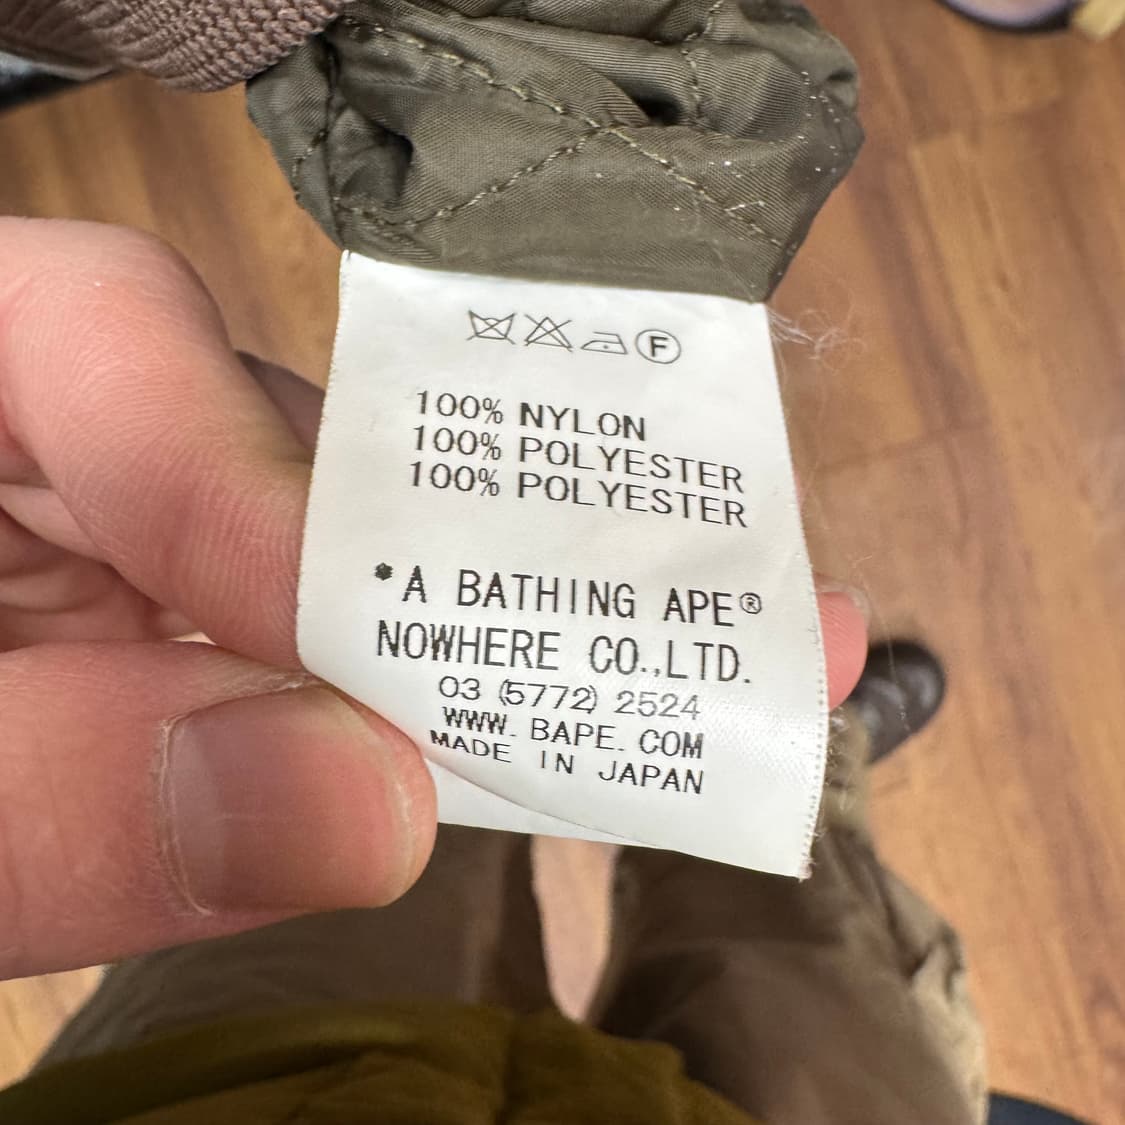 F
100% NYLON
100% POLYESTER
100% POLYESTER
*A BATHING APE®
NOWHERE CO.,LTD.
03 (5772) 2524
WWW. BAPE. COM
MADE IN JAPAN